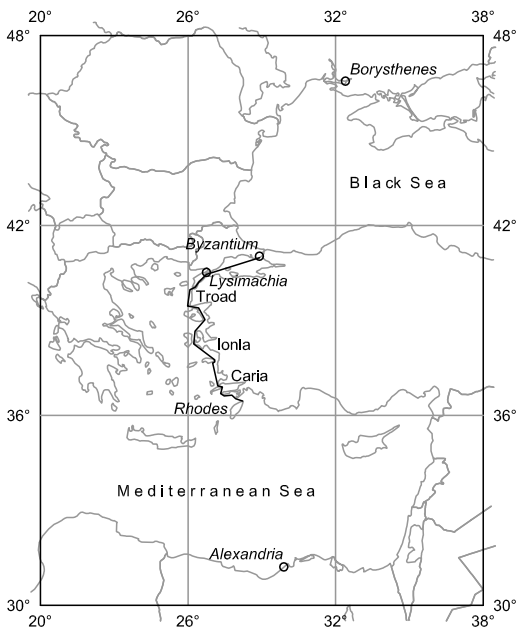 20° 26° 32° 38°
48° 48°
Borysthenes
Black Sea
42° 42°
Byzantium
Lysimachia
Troad
Ionla
Caria
Rhodes
36° 36°
Mediterranean Sea
Alexandria
30° 30°
20° 26° 32° 38°